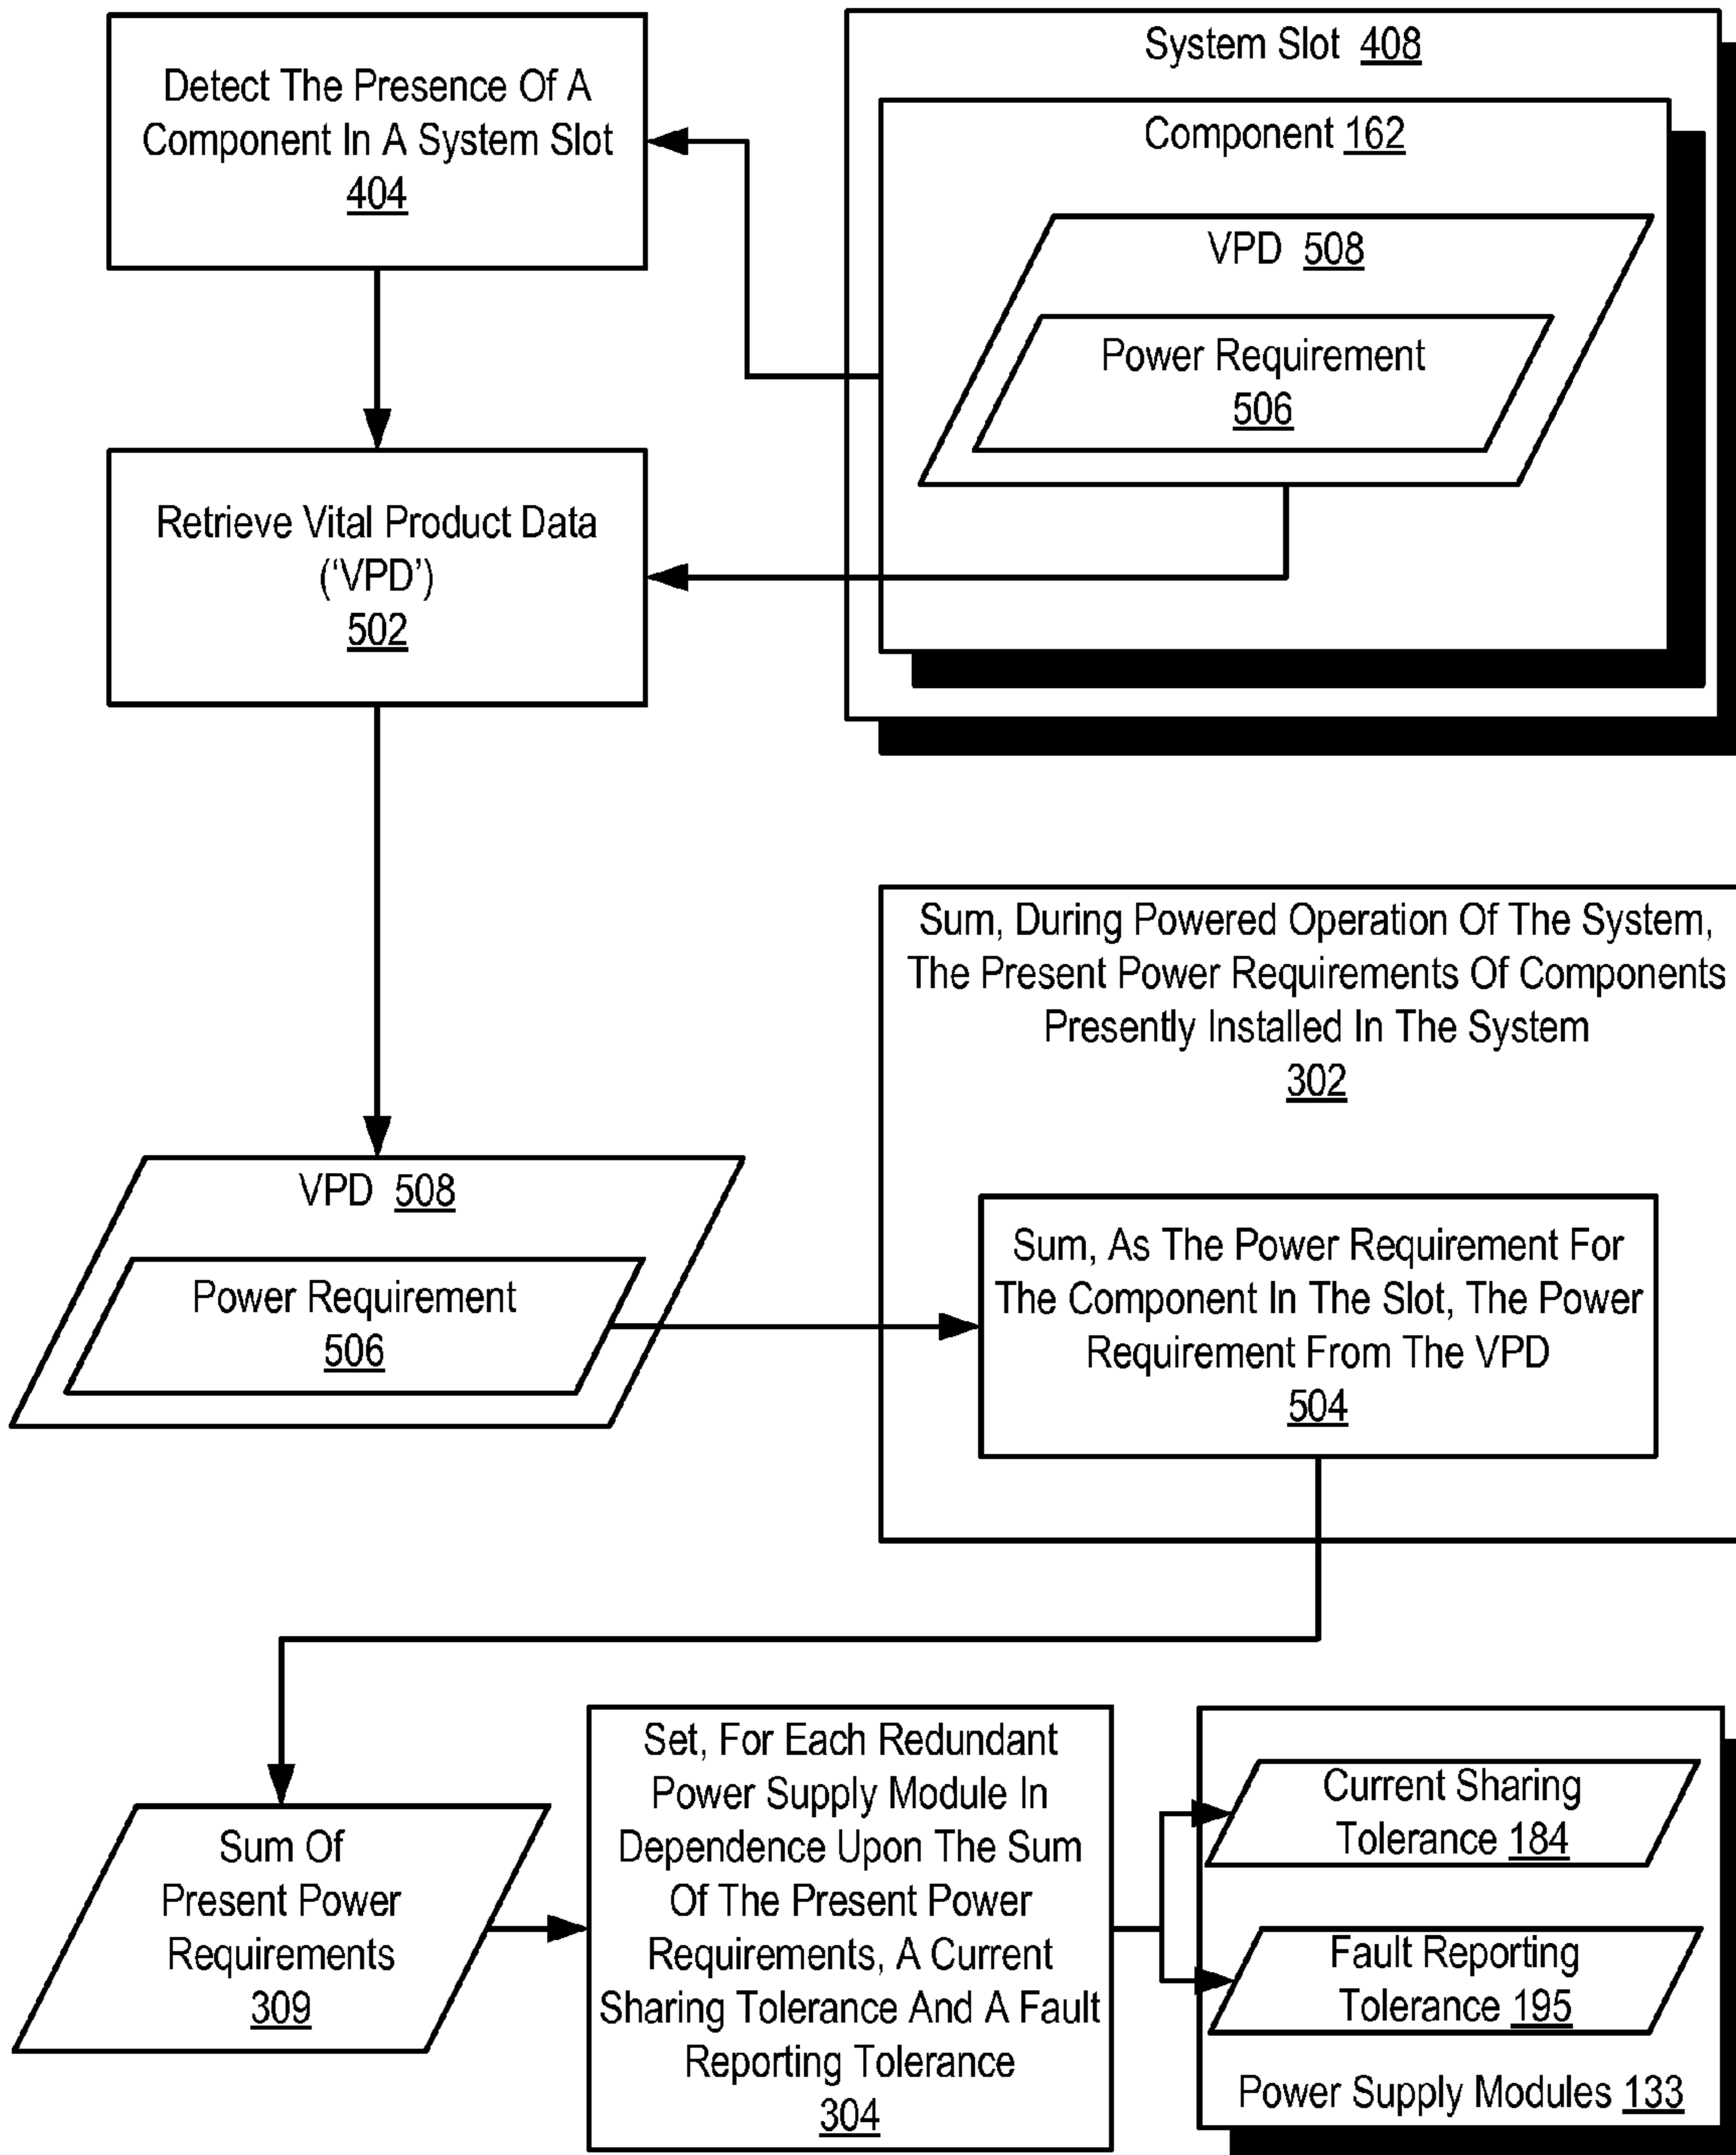 Detect The Presence Of A
Component In A System Slot
404
System Slot 408
Component 162
VPD 508
Power Requirement
506
Retrieve Vital Product Data
(‘VPD’)
502
Sum, During Powered Operation Of The System,
The Present Power Requirements Of Components
Presently Installed In The System
302
VPD 508
Power Requirement
506
Sum, As The Power Requirement For
The Component In The Slot, The Power
Requirement From The VPD
504
Sum Of
Present Power
Requirements
309
Set, For Each Redundant
Power Supply Module In
Dependence Upon The Sum
Of The Present Power
Requirements, A Current
Sharing Tolerance And A Fault
Reporting Tolerance
304
Current Sharing
Tolerance 184
Fault Reporting
Tolerance 195
Power Supply Modules 133